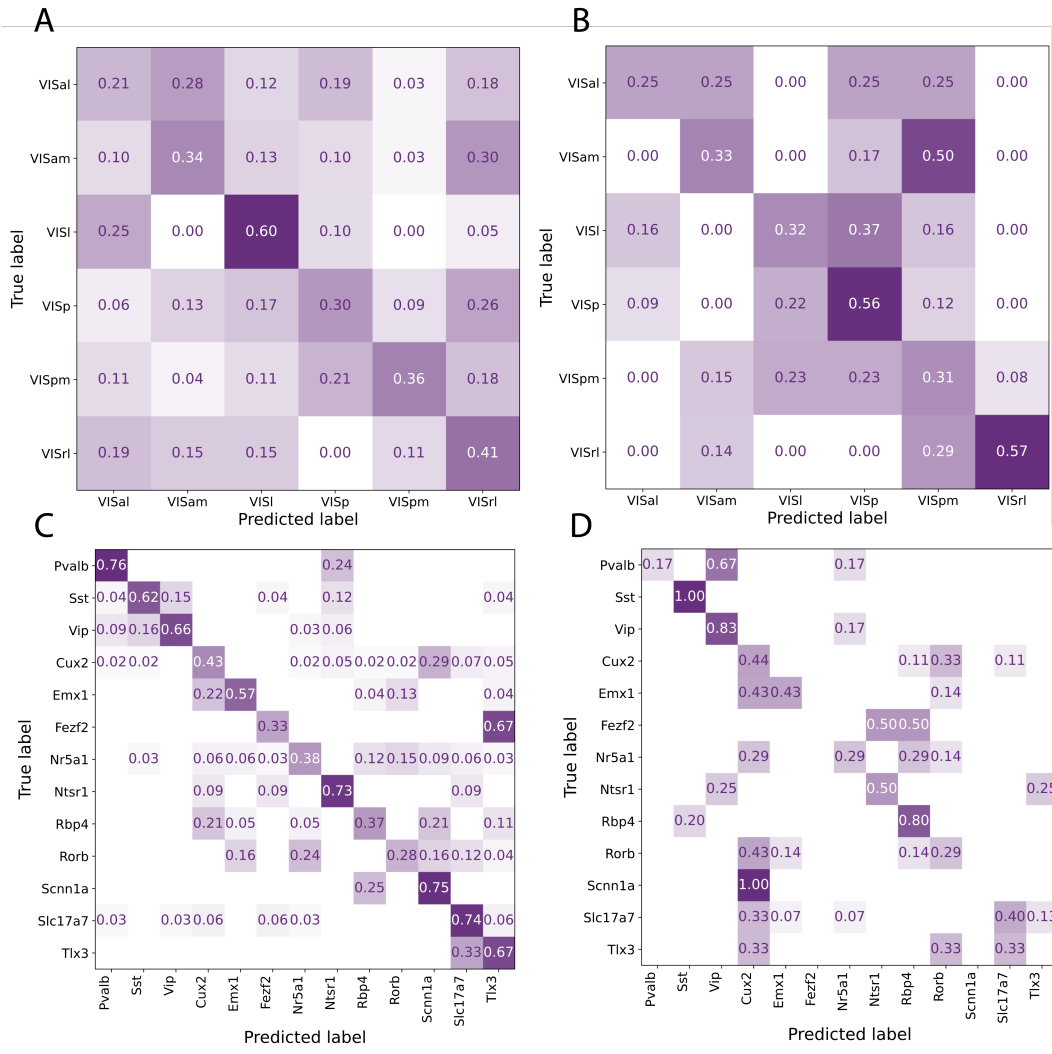 A
VISal 0.21 0.28 0.12 0.19 0.03 0.18
VISam 0.10 0.34 0.13 0.10 0.03 0.30
VISl 0.25 0.00 0.60 0.10 0.00 0.05
VISp 0.06 0.13 0.17 0.30 0.09 0.26
VISpm 0.11 0.04 0.11 0.21 0.36 0.18
VISrl 0.19 0.15 0.15 0.00 0.11 0.41
VISal VISam VISl VISp VISpm VISrl
Predicted label
True label
B
VISal 0.25 0.25 0.00 0.25 0.25 0.00
VISam 0.00 0.33 0.00 0.17 0.50 0.00
VISl 0.16 0.00 0.32 0.37 0.16 0.00
VISp 0.09 0.00 0.22 0.56 0.12 0.00
VISpm 0.00 0.15 0.23 0.23 0.31 0.08
VISrl 0.00 0.14 0.00 0.00 0.29 0.57
VISal VISam VISl VISp VISpm VISrl
Predicted label
True label
C
Pvalb 0.76 0.24
Sst 0.04 0.62 0.15 0.04 0.12 0.04
Vip 0.09 0.16 0.66 0.03 0.06
Cux2 0.02 0.02 0.43 0.02 0.05 0.02 0.02 0.29 0.07 0.05
Emx1 0.22 0.57 0.04 0.13 0.04
Fezf2 0.33 0.67
Nr5a1 0.03 0.06 0.06 0.03 0.38 0.12 0.15 0.09 0.06 0.03
Ntsr1 0.09 0.09 0.73 0.09
Rbp4 0.21 0.05 0.05 0.37 0.21 0.11
Rorb 0.16 0.24 0.28 0.16 0.12 0.04
Scnn1a 0.25 0.75
Slc17a7 0.03 0.03 0.06 0.06 0.03 0.74 0.06
Tlx3 0.33 0.67
Pvalb Sst Vip Cux2 Emx1 Fezf2 Nr5a1 Ntsr1 Rbp4 Rorb Scnn1a Slc17a7 Tlx3
Predicted label
True label
D
Pvalb 0.17 0.67 0.17
Sst 1.00
Vip 0.83 0.17
Cux2 0.44 0.11 0.33 0.11
Emx1 0.43 0.43 0.14
Fezf2 0.50 0.50
Nr5a1 0.29 0.29 0.29 0.14
Ntsr1 0.25 0.50 0.25
Rbp4 0.20 0.80
Rorb 0.43 0.14 0.14 0.29
Scnn1a 1.00
Slc17a7 0.33 0.07 0.07 0.40 0.13
Tlx3 0.33 0.33 0.33
Pvalb Sst Vip Cux2 Emx1 Fezf2 Nr5a1 Ntsr1 Rbp4 Rorb Scnn1a Slc17a7 Tlx3
Predicted label
True label